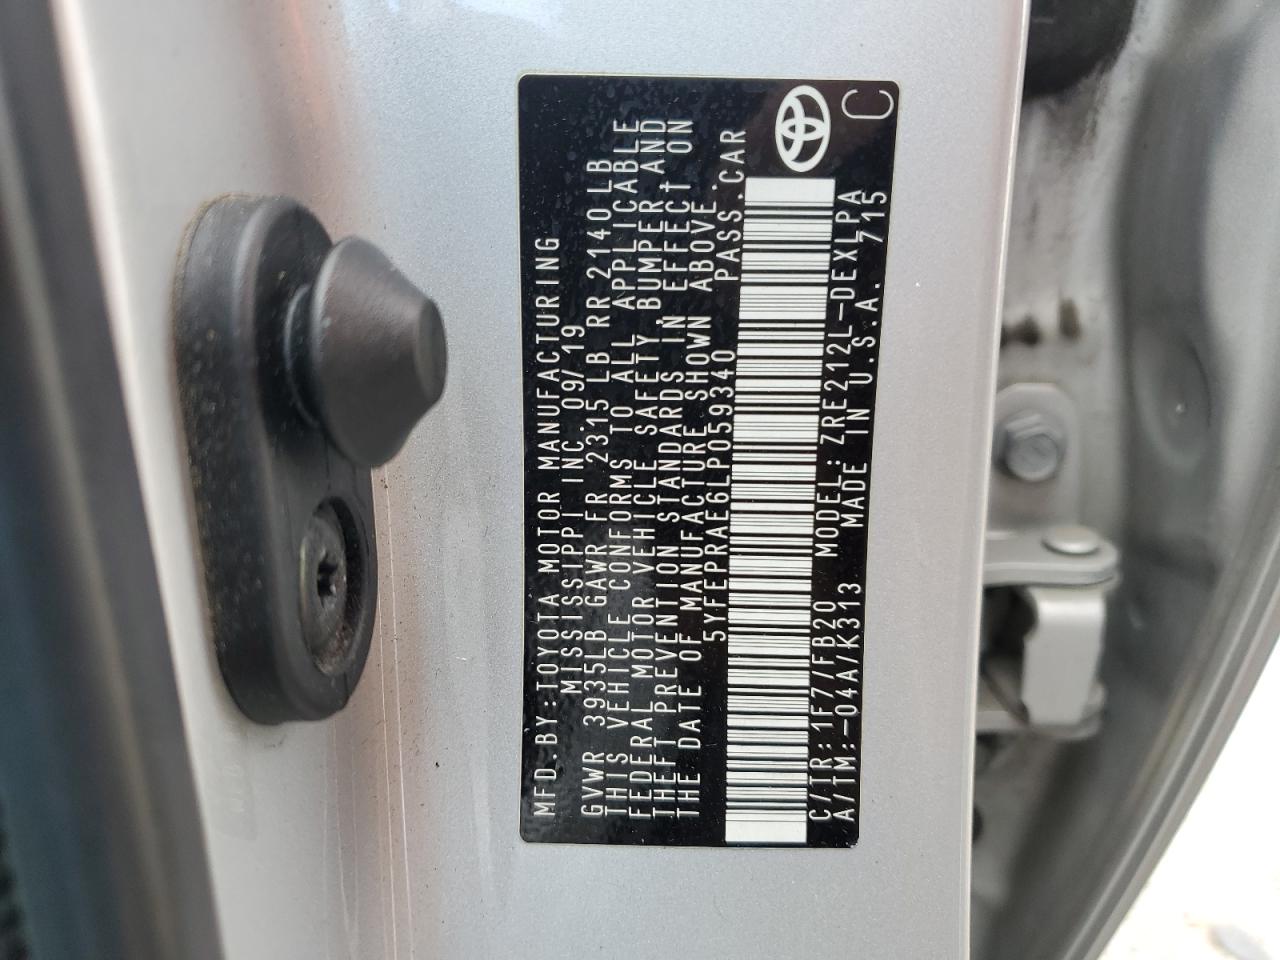 MFD.BY:TOYOTA MOTOR MANUFACTURING
MISSISSIPPI INC. 09/19
GVWR 3935LB GAWR FR 2315 LB RR 2140 LB
THIS VEHICLE CONFORMS TO ALL APPLICABLE
FEDERAL MOTOR VEHICLE SAFETY BUMPER, AND
THEFT PREVENTION STANDARDS IN EFFECT ON
THE DATE OF MANUFACTURE SHOWN ABOVE.
5YFEPRAE6LP059340 PASS.CAR
C/TR:1F7/FB20 MODEL:ZRE212L-DEXLPA
A/TM:-04A/K313 MADE IN U.S.A. 715
C